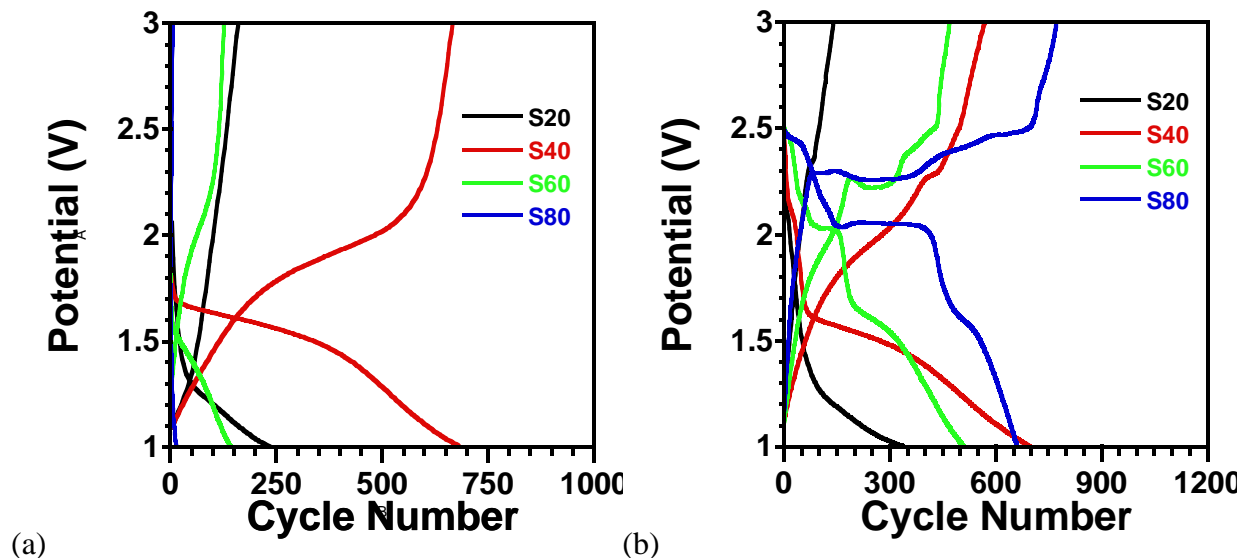 3
2.5
2
1.5
1
0
250
500
750
1000
Potential (V)
A
Cycle Number
B
S20
S40
S60
S80
(a)
3
2.5
2
1.5
1
0
300
600
900
1200
Potential (V)
Cycle Number
S20
S40
S60
S80
(b)